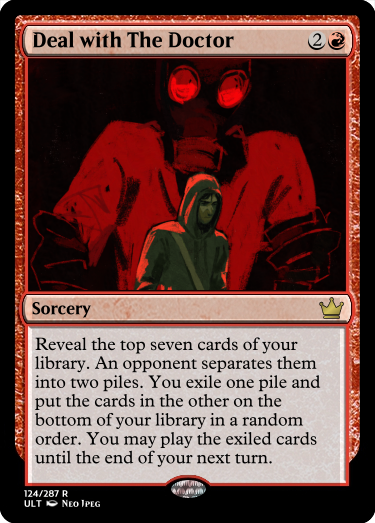 Deal with The Doctor 2
Sorcery
Reveal the top seven cards of your
library. An opponent separates them
into two piles. You exile one pile and
put the cards in the other on the
bottom of your library in a random
order. You may play the exiled cards
until the end of your next turn.
124/287 R
ULT Neo Jpeg